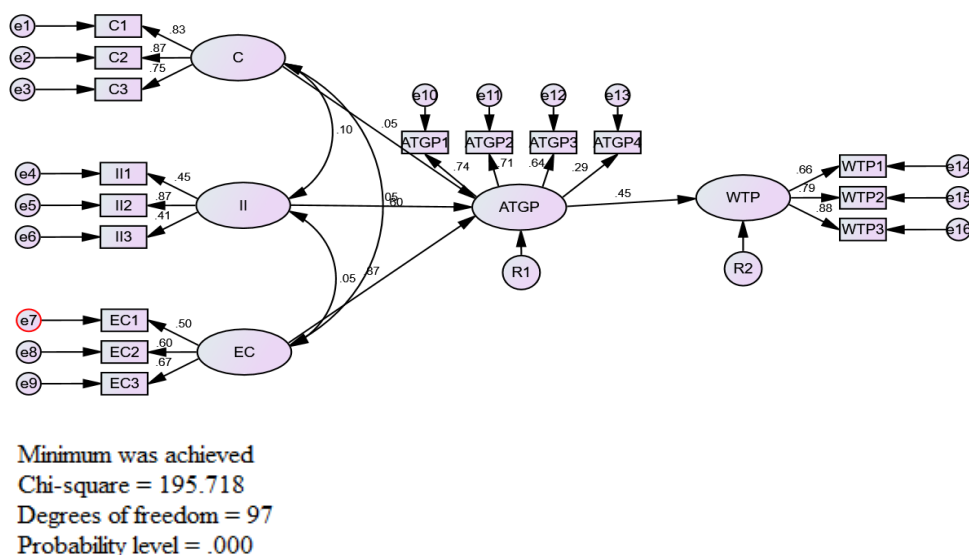 e1 C1 .83
e2 C2 .87 C
e3 C3 .75
e10 e11 e12 e13
.10 .05
ATGP1 ATGP2 ATGP3 ATGP4
.74 .71 .64 .29
e4 II1 .45
e5 II2 .87 II
e6 II3 .41
.05
ATGP .45 WTP
.66 WTP1 e14
.79 WTP2 e15
.88 WTP3 e16
R1 R2
.05
e7 EC1 .50
e8 EC2 .60 EC
e9 EC3 .67
Minimum was achieved
Chi-square = 195.718
Degrees of freedom = 97
Probability level = .000